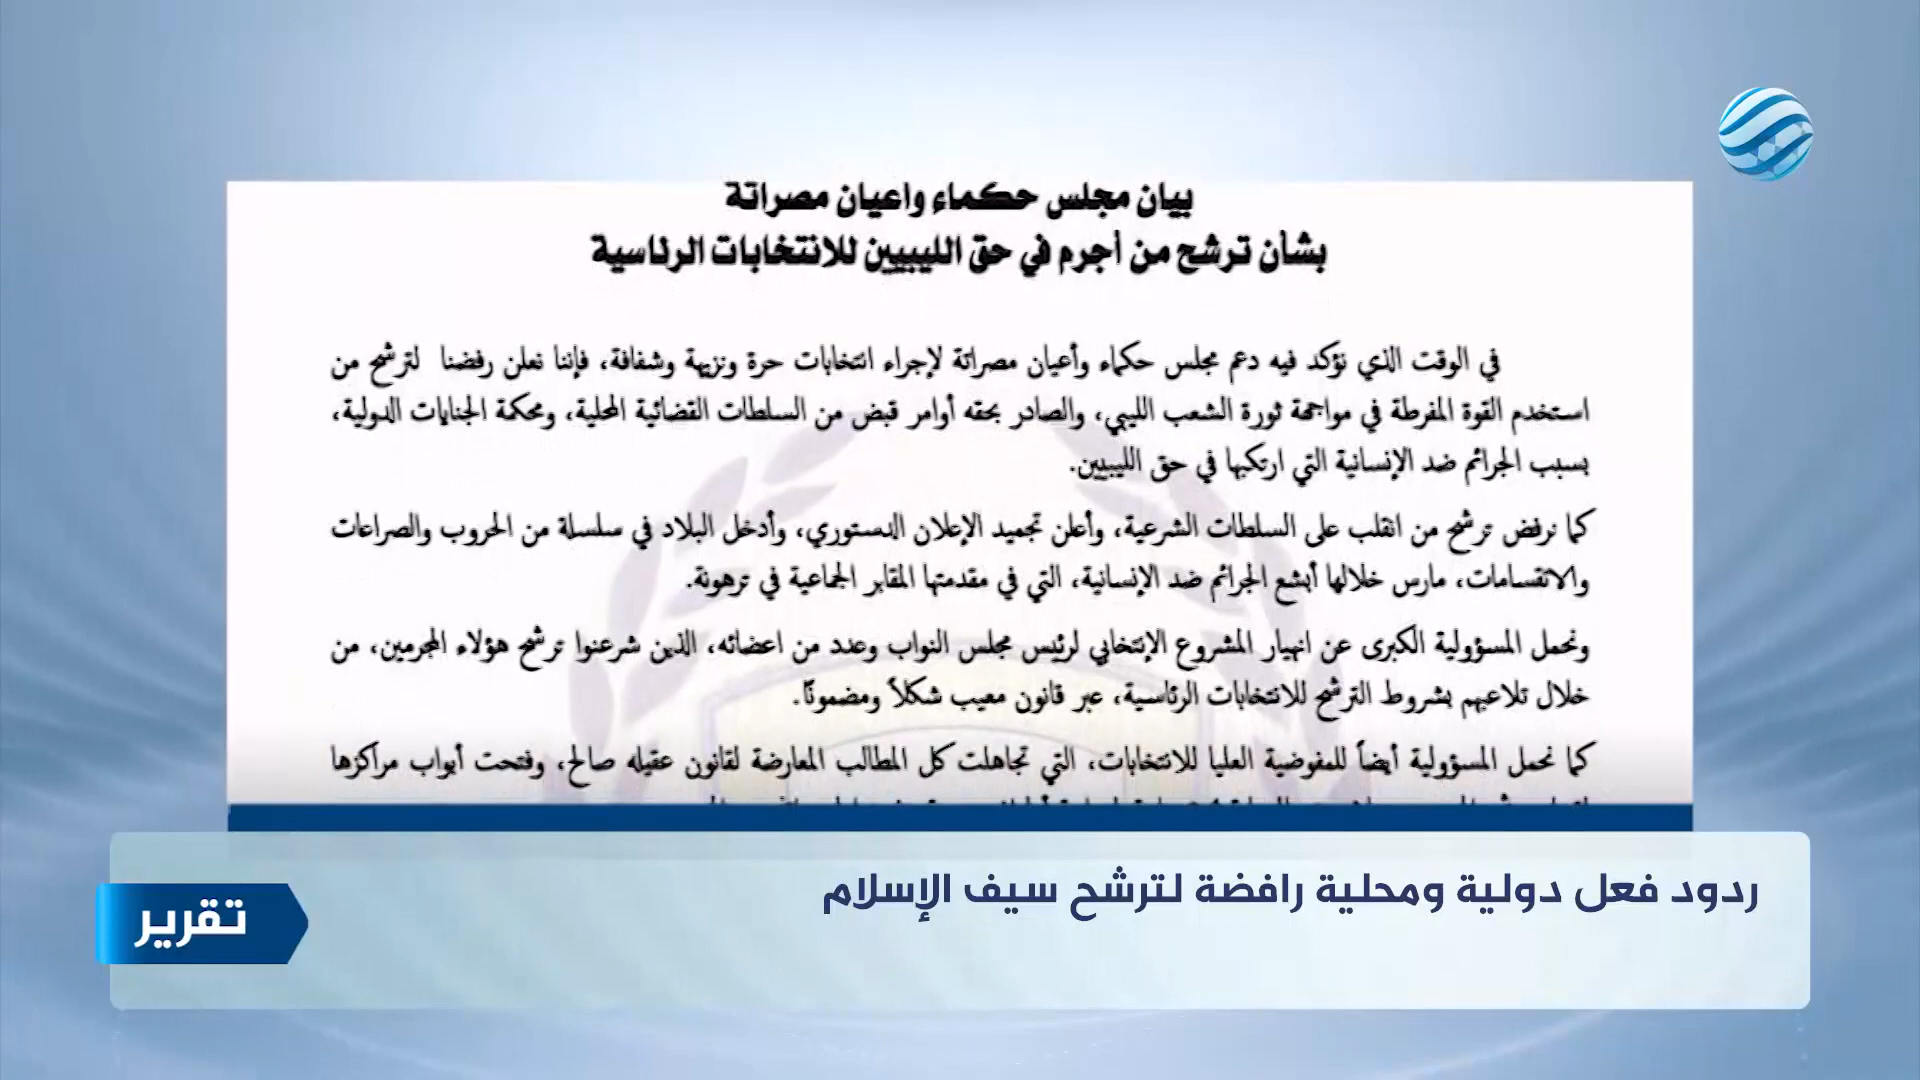 بيان مجلس حكماء واعيان مصراتة
بشأن ترشح من أجرم في حق الليبيين للانتخابات الرئاسية
في الوقت الذي نؤكد فيه دعم مجلس حكماء وأعيان مصراتة لإجراء انتخابات حرة ونزيهة وشفافة، فإننا نعلن رفضنا لترشح من
استخدم القوة المفرطة في مواجهة ثورة الشعب الليبي، والصادر بحقه أوامر قبض من السلطات القضائية المحلية، ومحكمة الجنايات الدولية،
بسبب الجرائم ضد الإنسانية التي ارتكبها في حق الليبيين.
كما نرفض ترشح من انقلب على السلطات الشرعية، وأعلن تجميد الإعلان الدستوري، وأدخل البلاد في سلسلة من الحروب والصراعات
والانقسامات، مارس خلالها أبشع الجرائم ضد الإنسانية، التي في مقدمتها المقابر الجماعية في ترهونة.
ونحمل المسؤولية الكبرى عن انهيار المشروع الإنتخابي لرئيس مجلس النواب وعدد من اعضائه، الذين شرعنوا ترشح هؤلاء المجرمين، من
خلال تلاعبهم بشروط الترشح للانتخابات الرئاسية، عبر قانون معيب شكلاً ومضمونًا.
كما نحمل المسؤولية أيضاً للمفوضية العليا للانتخابات، التي تجاهلت كل المطالب المعارضة لقانون عقيله صالح، وفتحت أبواب مراكزها
ردود فعل دولية ومحلية رافضة لترشح سيف الإسلام
تقرير